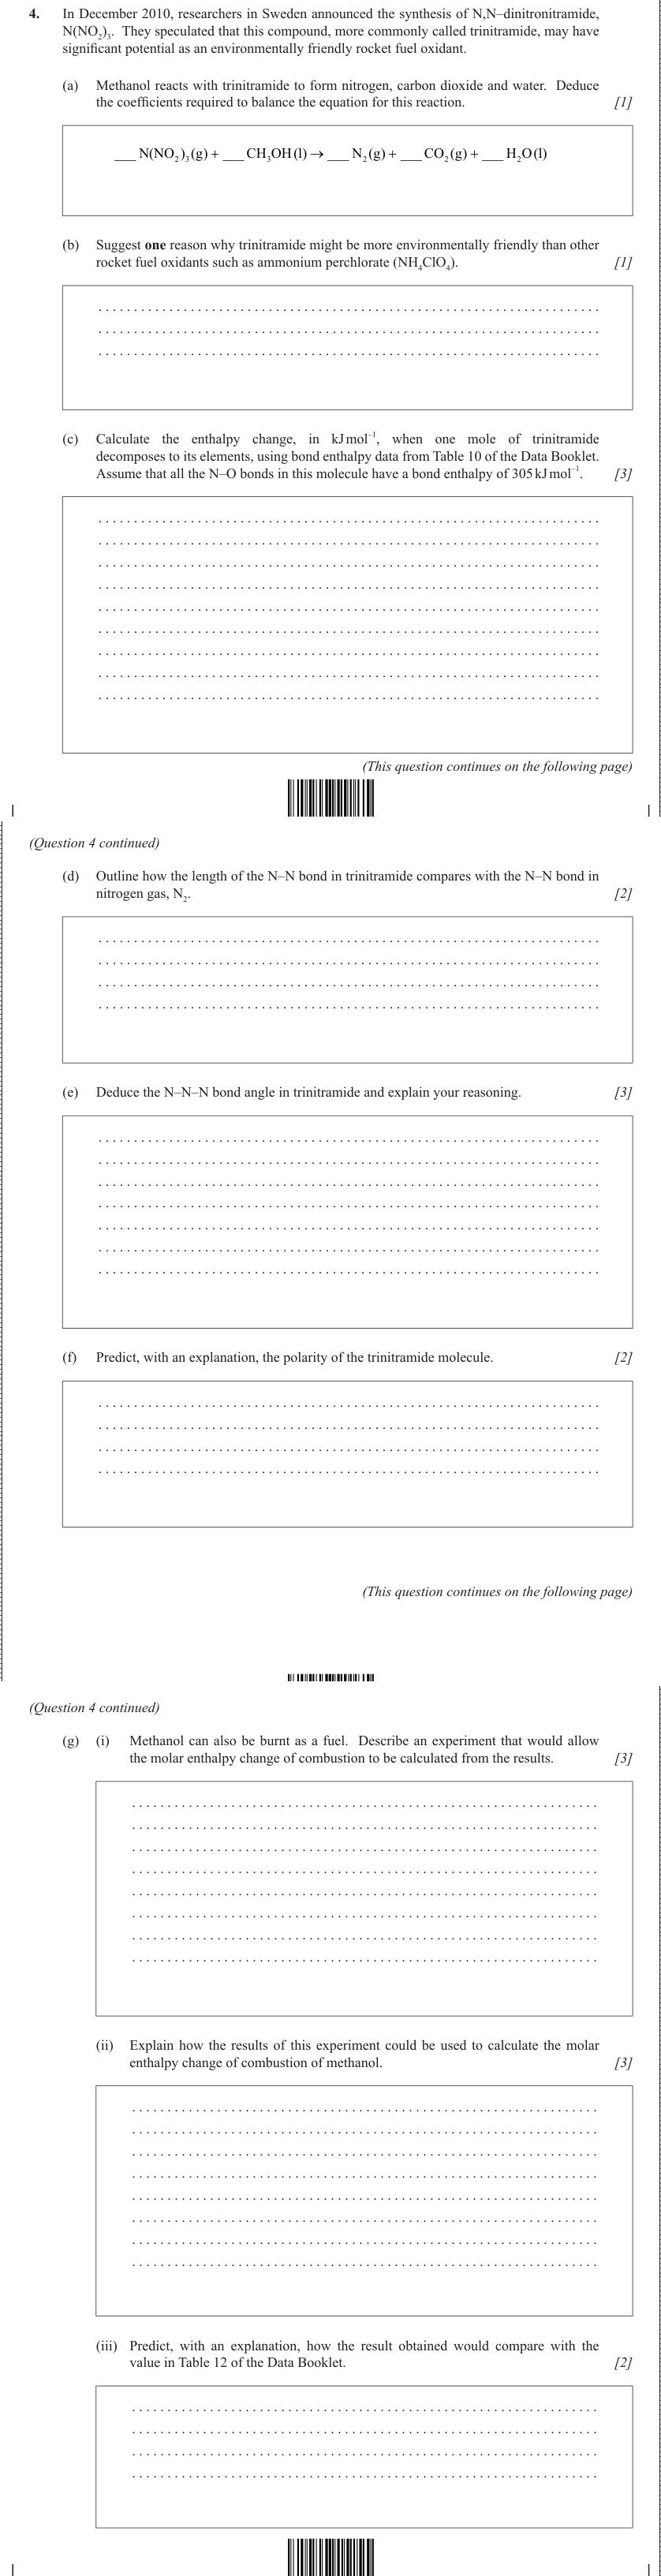 4. In December 2010, researchers in Sweden announced the synthesis of N,N–dinitronitramide,
N(NO₂)₃. They speculated that this compound, more commonly called trinitramide, may have
significant potential as an environmentally friendly rocket fuel oxidant.
(a) Methanol reacts with trinitramide to form nitrogen, carbon dioxide and water. Deduce
the coefficients required to balance the equation for this reaction. [1]
___ N(NO₂)₃(g) + ___ CH₃OH(l) → ___ N₂(g) + ___ CO₂(g) + ___ H₂O(l)
(b) Suggest one reason why trinitramide might be more environmentally friendly than other
rocket fuel oxidants such as ammonium perchlorate (NH₄ClO₄). [1]
(c) Calculate the enthalpy change, in kJ mol⁻¹, when one mole of trinitramide
decomposes to its elements, using bond enthalpy data from Table 10 of the Data Booklet.
Assume that all the N–O bonds in this molecule have a bond enthalpy of 305 kJ mol⁻¹. [3]
(This question continues on the following page)
(Question 4 continued)
(d) Outline how the length of the N–N bond in trinitramide compares with the N–N bond in
nitrogen gas, N₂. [2]
(e) Deduce the N–N–N bond angle in trinitramide and explain your reasoning. [3]
(f) Predict, with an explanation, the polarity of the trinitramide molecule. [2]
(This question continues on the following page)
(Question 4 continued)
(g) (i) Methanol can also be burnt as a fuel. Describe an experiment that would allow
the molar enthalpy change of combustion to be calculated from the results. [3]
(ii) Explain how the results of this experiment could be used to calculate the molar
enthalpy change of combustion of methanol. [3]
(iii) Predict, with an explanation, how the result obtained would compare with the
value in Table 12 of the Data Booklet. [2]